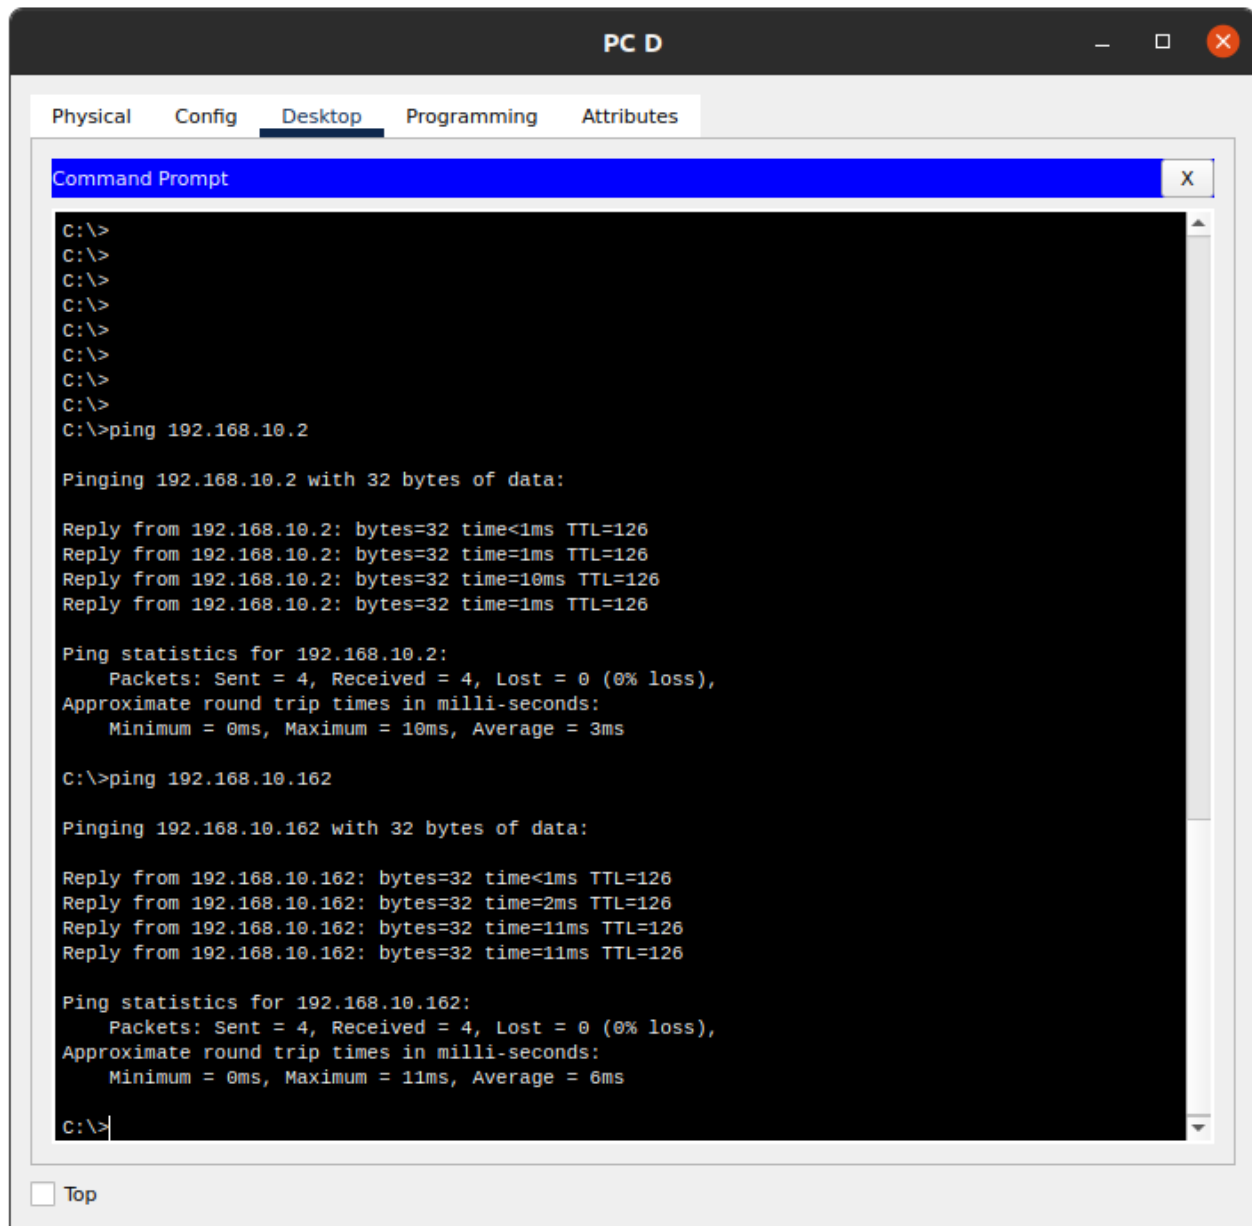 PC D
Physical Config Desktop Programming Attributes
Command Prompt X
C:\>
C:\>
C:\>
C:\>
C:\>
C:\>
C:\>
C:\>
C:\>ping 192.168.10.2
Pinging 192.168.10.2 with 32 bytes of data:
Reply from 192.168.10.2: bytes=32 time<1ms TTL=126
Reply from 192.168.10.2: bytes=32 time=1ms TTL=126
Reply from 192.168.10.2: bytes=32 time=10ms TTL=126
Reply from 192.168.10.2: bytes=32 time=1ms TTL=126
Ping statistics for 192.168.10.2:
    Packets: Sent = 4, Received = 4, Lost = 0 (0% loss),
Approximate round trip times in milli-seconds:
    Minimum = 0ms, Maximum = 10ms, Average = 3ms
C:\>ping 192.168.10.162
Pinging 192.168.10.162 with 32 bytes of data:
Reply from 192.168.10.162: bytes=32 time<1ms TTL=126
Reply from 192.168.10.162: bytes=32 time=2ms TTL=126
Reply from 192.168.10.162: bytes=32 time=11ms TTL=126
Reply from 192.168.10.162: bytes=32 time=11ms TTL=126
Ping statistics for 192.168.10.162:
    Packets: Sent = 4, Received = 4, Lost = 0 (0% loss),
Approximate round trip times in milli-seconds:
    Minimum = 0ms, Maximum = 11ms, Average = 6ms
C:\>
Top